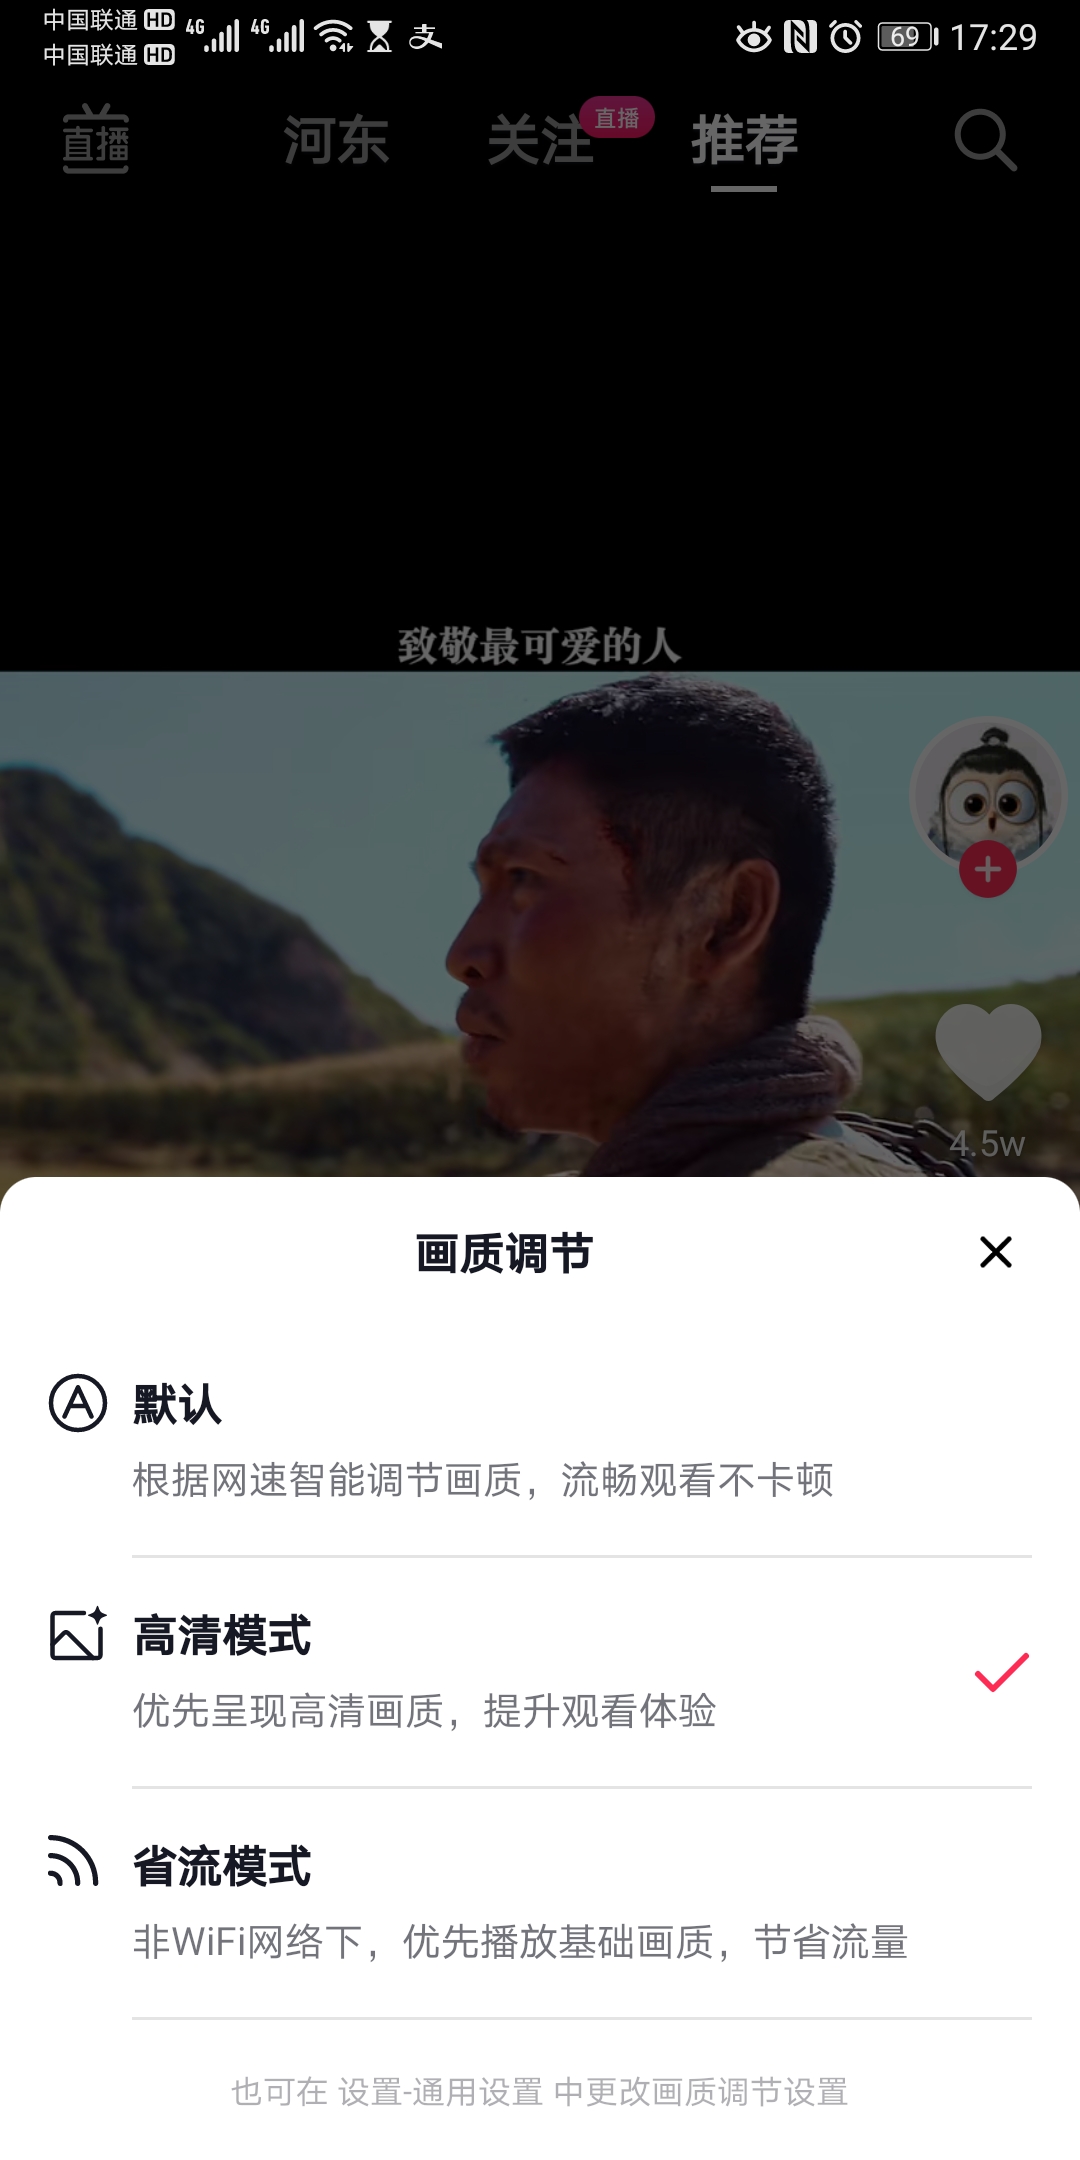 中国联通 HD 4G 4G 69 17:29
中国联通 HD
直播 河东 关注 直播 推荐
致敬最可爱的人
4.5w
画质调节
默认
根据网速智能调节画质，流畅观看不卡顿
高清模式
优先呈现高清画质，提升观看体验
省流模式
非WiFi网络下，优先播放基础画质，节省流量
也可在 设置-通用设置 中更改画质调节设置